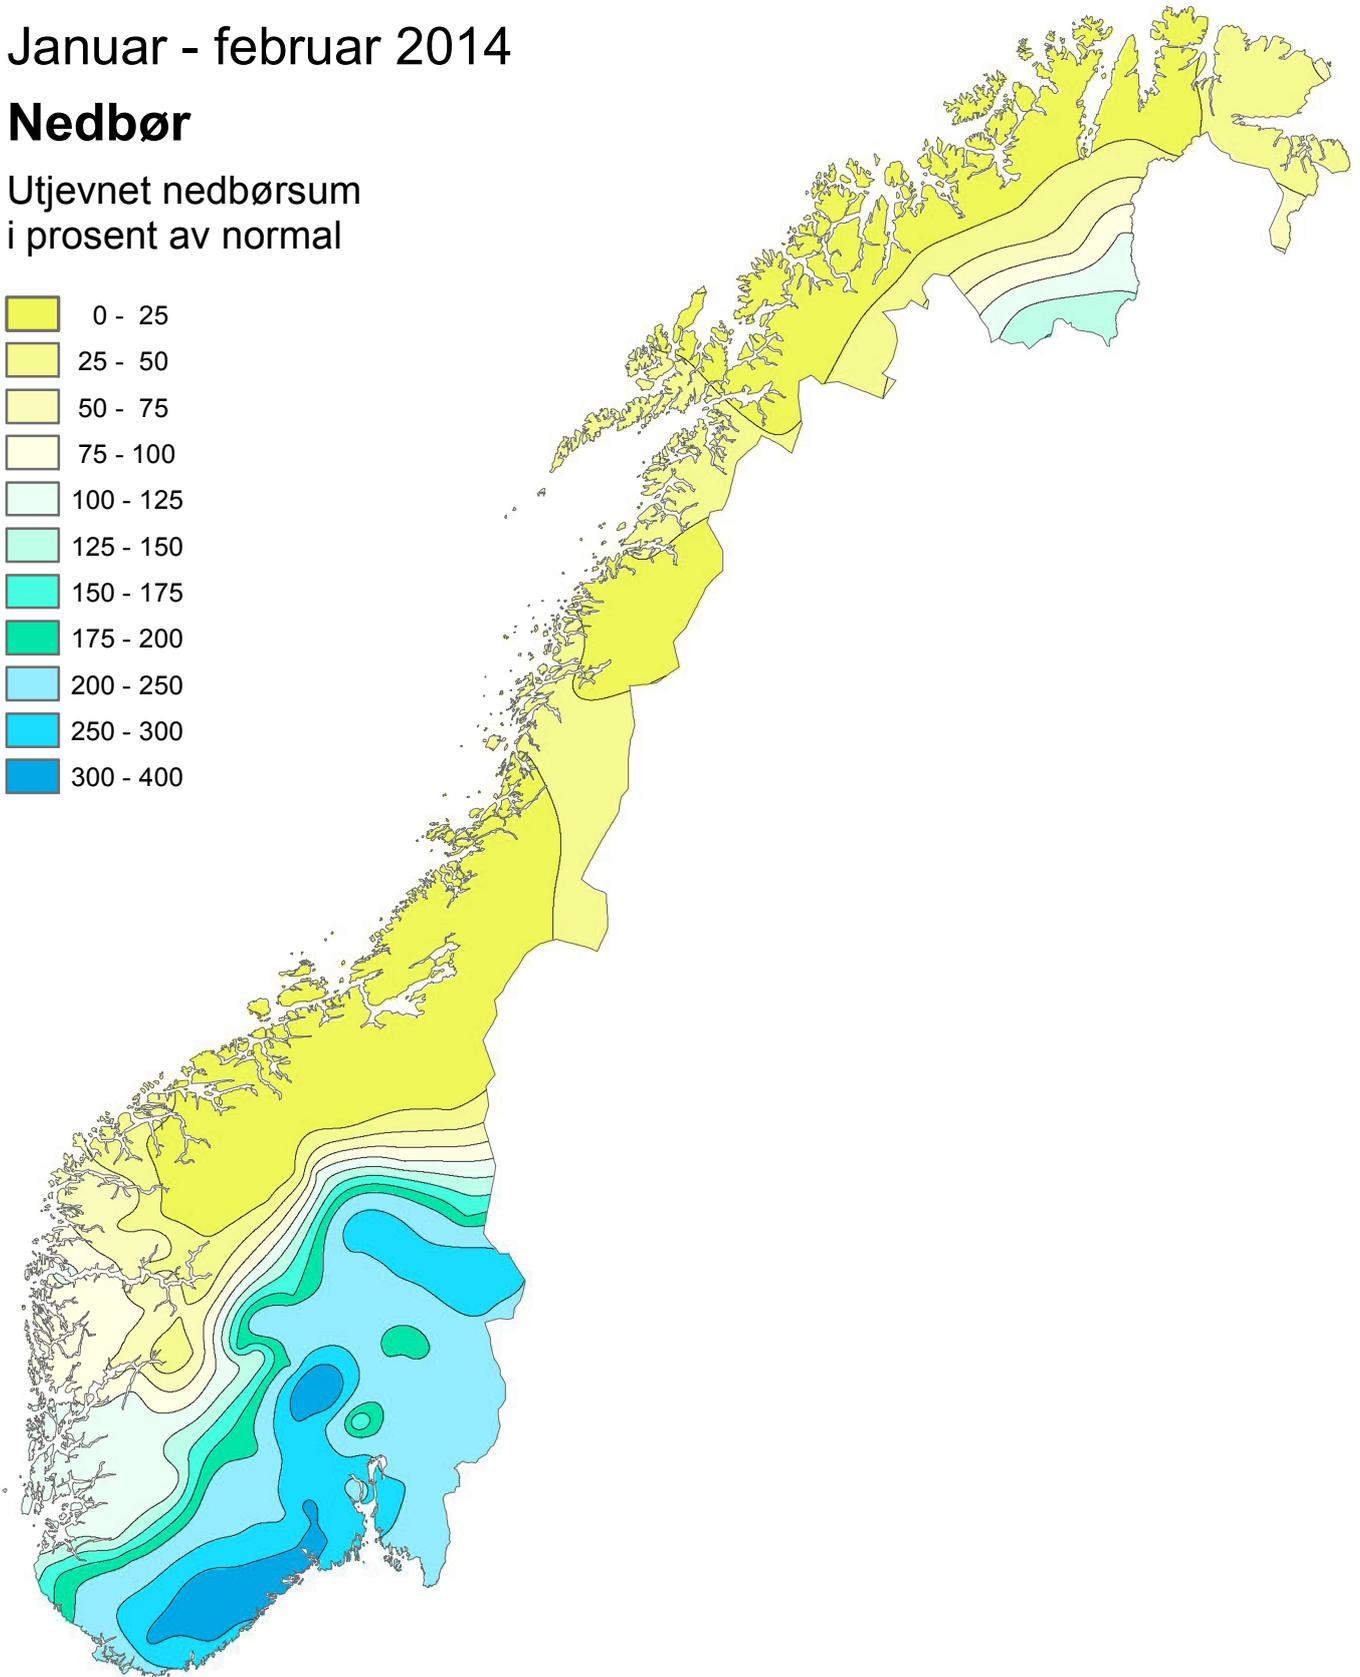 Januar - februar 2014
Nedbør
Utjevnet nedbørsum
i prosent av normal
0 - 25
25 - 50
50 - 75
75 - 100
100 - 125
125 - 150
150 - 175
175 - 200
200 - 250
250 - 300
300 - 400